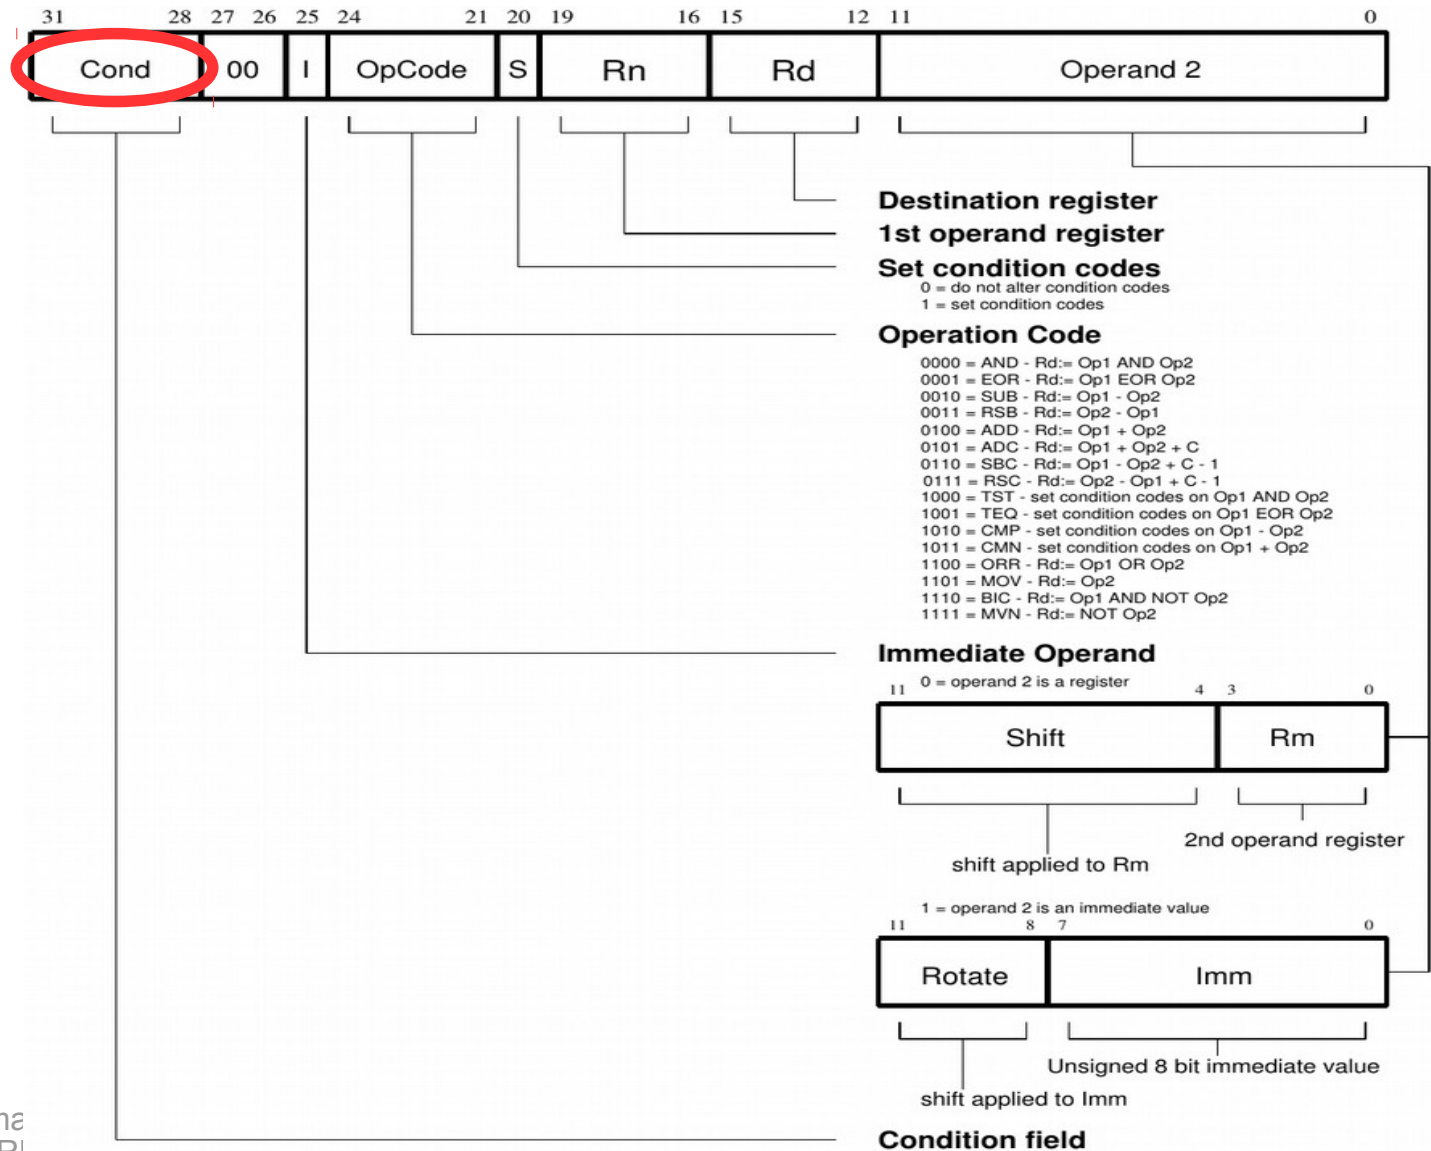 31 28 27 26 25 24 21 20 19 16 15 12 11 0
Cond 00 I OpCode S Rn Rd Operand 2
Destination register
1st operand register
Set condition codes
0 = do not alter condition codes
1 = set condition codes
Operation Code
0000 = AND - Rd:= Op1 AND Op2
0001 = EOR - Rd:= Op1 EOR Op2
0010 = SUB - Rd:= Op1 - Op2
0011 = RSB - Rd:= Op2 - Op1
0100 = ADD - Rd:= Op1 + Op2
0101 = ADC - Rd:= Op1 + Op2 + C
0110 = SBC - Rd:= Op1 - Op2 + C - 1
0111 = RSC - Rd:= Op2 - Op1 + C - 1
1000 = TST - set condition codes on Op1 AND Op2
1001 = TEQ - set condition codes on Op1 EOR Op2
1010 = CMP - set condition codes on Op1 - Op2
1011 = CMN - set condition codes on Op1 + Op2
1100 = ORR - Rd:= Op1 OR Op2
1101 = MOV - Rd:= Op2
1110 = BIC - Rd:= Op1 AND NOT Op2
1111 = MVN - Rd:= NOT Op2
Immediate Operand
0 = operand 2 is a register
11 4 3 0
Shift Rm
2nd operand register
shift applied to Rm
1 = operand 2 is an immediate value
11 8 7 0
Rotate Imm
Unsigned 8 bit immediate value
shift applied to Imm
Condition field